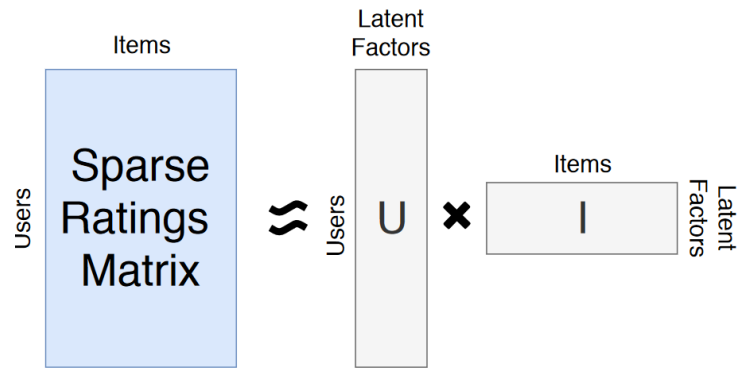 Items
Users
Sparse
Ratings
Matrix
≈
Latent
Factors
Users
U
×
Items
I
Latent
Factors